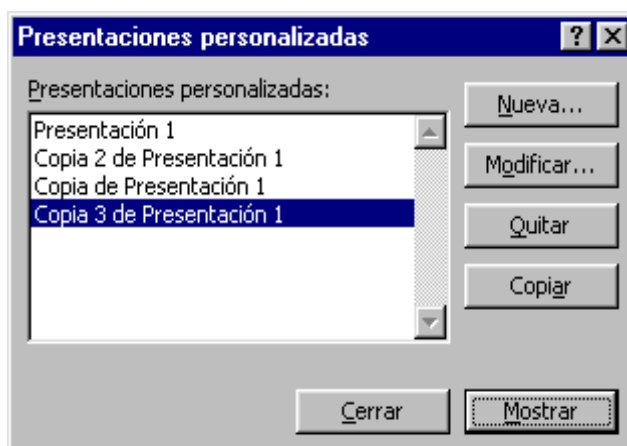 Presentaciones personalizadas
Presentaciones personalizadas:
Presentación 1
Copia 2 de Presentación 1
Copia de Presentación 1
Copia 3 de Presentación 1
Nueva...
Modificar...
Quitar
Copiar
Cerrar
Mostrar